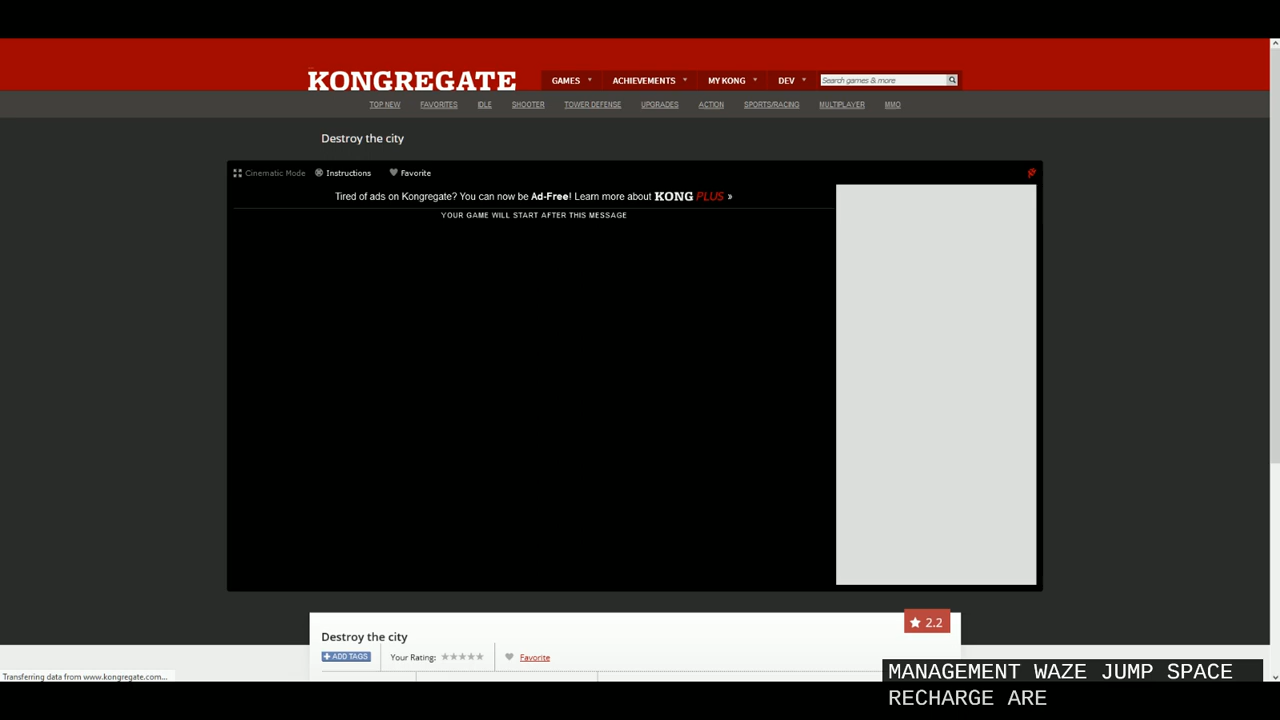 KONGREGATE
GAMES ACHIEVEMENTS MY KONG DEV Search games & more
TOP NEW FAVORITES IDLE SHOOTER TOWER DEFENSE UPGRADES ACTION SPORTS/RACING MULTIPLAYER MMO
Destroy the city
Cinematic Mode Instructions Favorite
Tired of ads on Kongregate? You can now be Ad-Free! Learn more about KONG PLUS »
YOUR GAME WILL START AFTER THIS MESSAGE
2.2
Destroy the city
ADD TAGS Your Rating: Favorite
Transferring data from www.kongregate.com...
MANAGEMENT WAZE JUMP SPACE
RECHARGE ARE